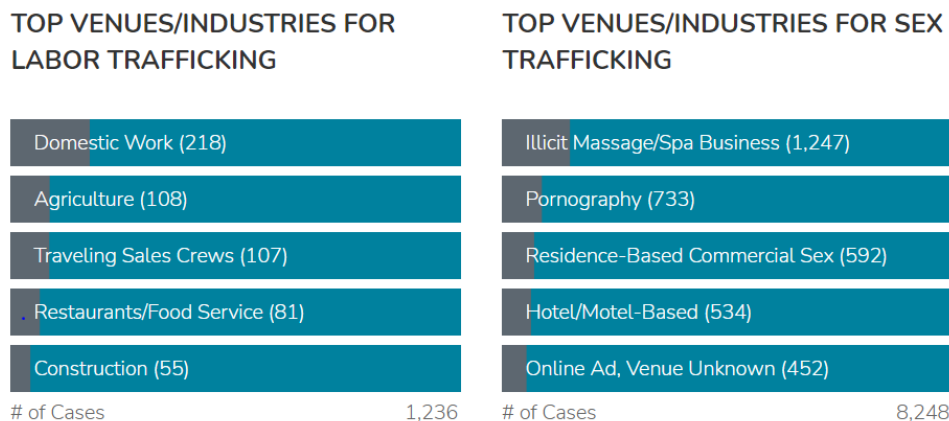 TOP VENUES/INDUSTRIES FOR
LABOR TRAFFICKING
Domestic Work (218)
Agriculture (108)
Traveling Sales Crews (107)
Restaurants/Food Service (81)
Construction (55)
# of Cases 1,236
TOP VENUES/INDUSTRIES FOR SEX
TRAFFICKING
Illicit Massage/Spa Business (1,247)
Pornography (733)
Residence-Based Commercial Sex (592)
Hotel/Motel-Based (534)
Online Ad, Venue Unknown (452)
# of Cases 8,248